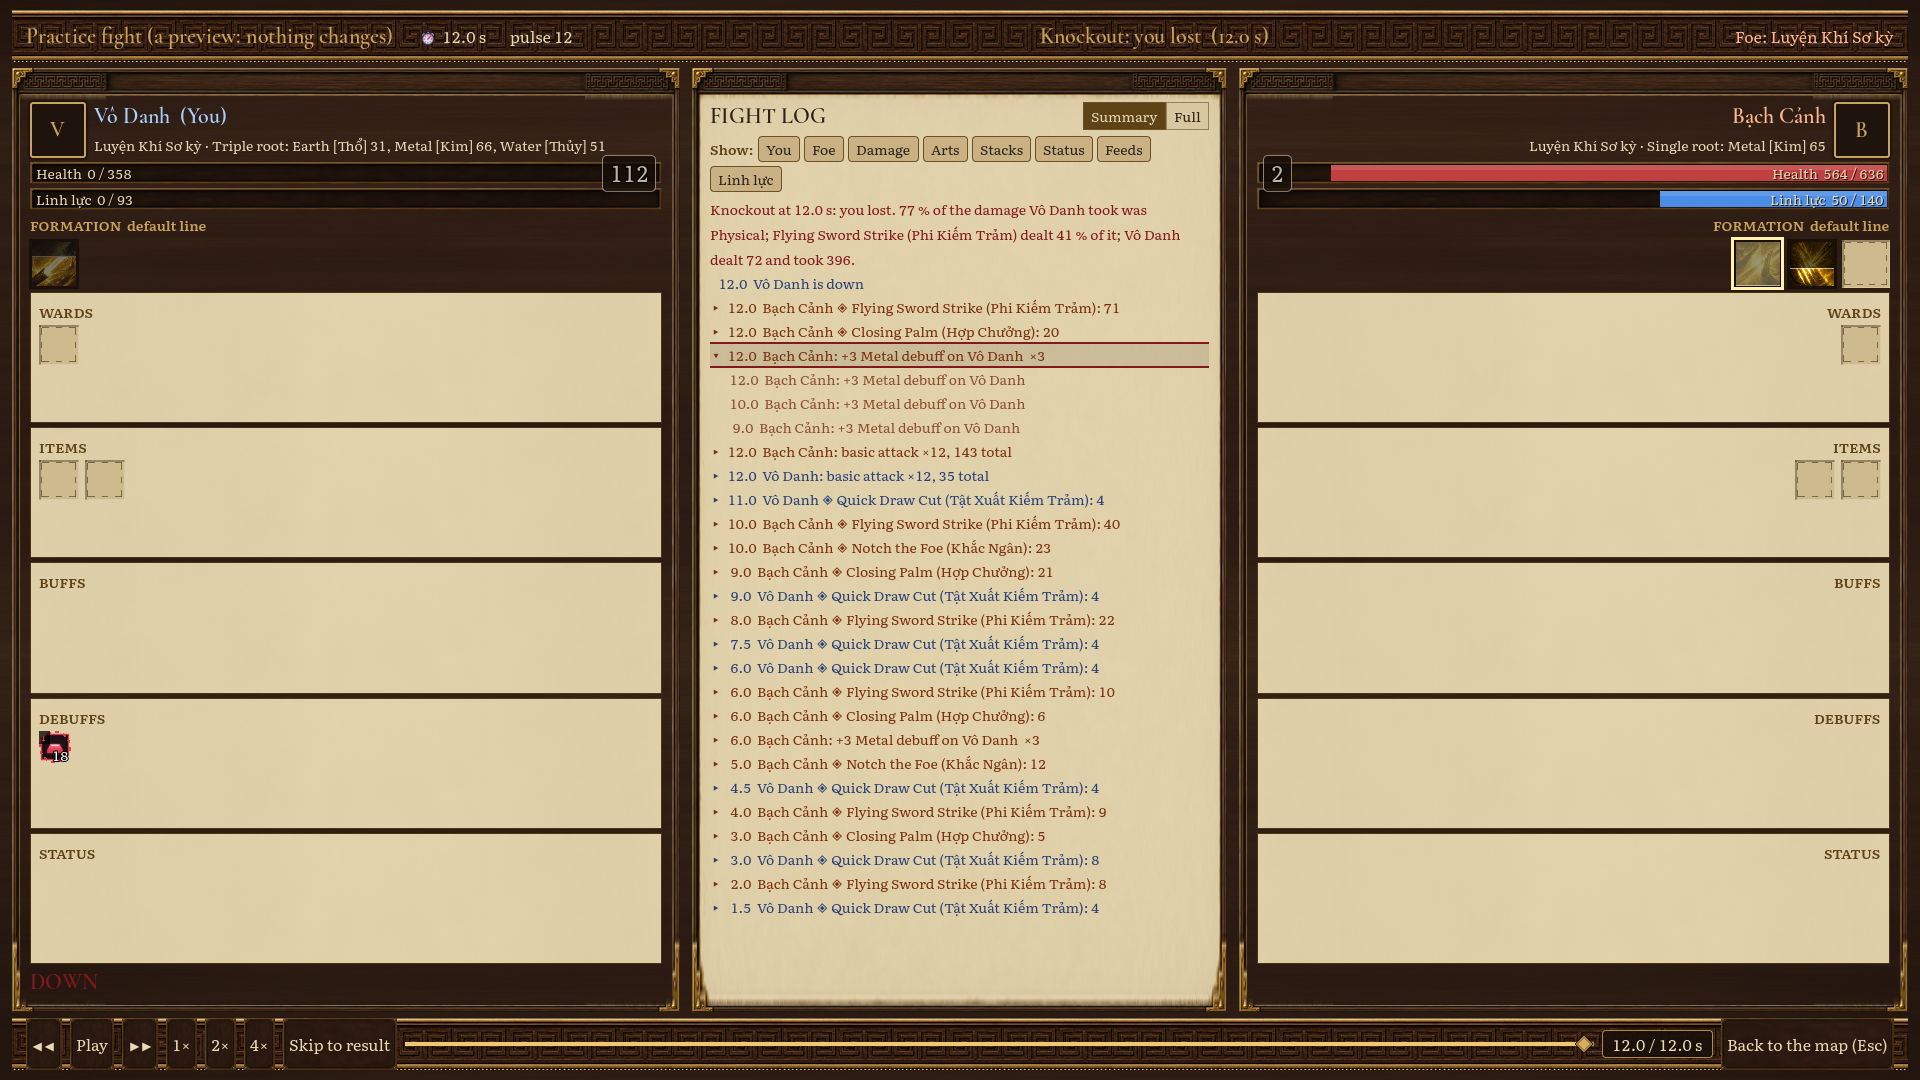 Practice fight (a preview: nothing changes)
12.0 s
pulse 12
Knockout: you lost (12.0 s)
Foe: Luyện Khí Sơ kỳ
V
Vô Danh (You)
Luyện Khí Sơ kỳ · Triple root: Earth [Thổ] 31, Metal [Kim] 66, Water [Thủy] 51
Health 0 / 358
112
Linh lực 0 / 93
FORMATION default line
WARDS
ITEMS
BUFFS
DEBUFFS
18
STATUS
DOWN
FIGHT LOG
Summary
Full
Show:
You
Foe
Damage
Arts
Stacks
Status
Feeds
Linh lực
Knockout at 12.0 s: you lost. 77 % of the damage Vô Danh took was
Physical; Flying Sword Strike (Phi Kiếm Trảm) dealt 41 % of it; Vô Danh
dealt 72 and took 396.
12.0 Vô Danh is down
▸ 12.0 Bạch Cảnh ◈ Flying Sword Strike (Phi Kiếm Trảm): 71
▸ 12.0 Bạch Cảnh ◈ Closing Palm (Hợp Chưởng): 20
▾ 12.0 Bạch Cảnh: +3 Metal debuff on Vô Danh ×3
12.0 Bạch Cảnh: +3 Metal debuff on Vô Danh
10.0 Bạch Cảnh: +3 Metal debuff on Vô Danh
9.0 Bạch Cảnh: +3 Metal debuff on Vô Danh
▸ 12.0 Bạch Cảnh: basic attack ×12, 143 total
▸ 12.0 Vô Danh: basic attack ×12, 35 total
▸ 11.0 Vô Danh ◈ Quick Draw Cut (Tật Xuất Kiếm Trảm): 4
▸ 10.0 Bạch Cảnh ◈ Flying Sword Strike (Phi Kiếm Trảm): 40
▸ 10.0 Bạch Cảnh ◈ Notch the Foe (Khắc Ngân): 23
▸ 9.0 Bạch Cảnh ◈ Closing Palm (Hợp Chưởng): 21
▸ 9.0 Vô Danh ◈ Quick Draw Cut (Tật Xuất Kiếm Trảm): 4
▸ 8.0 Bạch Cảnh ◈ Flying Sword Strike (Phi Kiếm Trảm): 22
▸ 7.5 Vô Danh ◈ Quick Draw Cut (Tật Xuất Kiếm Trảm): 4
▸ 6.0 Vô Danh ◈ Quick Draw Cut (Tật Xuất Kiếm Trảm): 4
▸ 6.0 Bạch Cảnh ◈ Flying Sword Strike (Phi Kiếm Trảm): 10
▸ 6.0 Bạch Cảnh ◈ Closing Palm (Hợp Chưởng): 6
▸ 6.0 Bạch Cảnh: +3 Metal debuff on Vô Danh ×3
▸ 5.0 Bạch Cảnh ◈ Notch the Foe (Khắc Ngân): 12
▸ 4.5 Vô Danh ◈ Quick Draw Cut (Tật Xuất Kiếm Trảm): 4
▸ 4.0 Bạch Cảnh ◈ Flying Sword Strike (Phi Kiếm Trảm): 9
▸ 3.0 Bạch Cảnh ◈ Closing Palm (Hợp Chưởng): 5
▸ 3.0 Vô Danh ◈ Quick Draw Cut (Tật Xuất Kiếm Trảm): 8
▸ 2.0 Bạch Cảnh ◈ Flying Sword Strike (Phi Kiếm Trảm): 8
▸ 1.5 Vô Danh ◈ Quick Draw Cut (Tật Xuất Kiếm Trảm): 4
Bạch Cảnh
B
Luyện Khí Sơ kỳ · Single root: Metal [Kim] 65
2
Health 564 / 636
Linh lực 50 / 140
FORMATION default line
WARDS
ITEMS
BUFFS
DEBUFFS
STATUS
◄◄
Play
►►
1×
2×
4×
Skip to result
12.0 / 12.0 s
Back to the map (Esc)